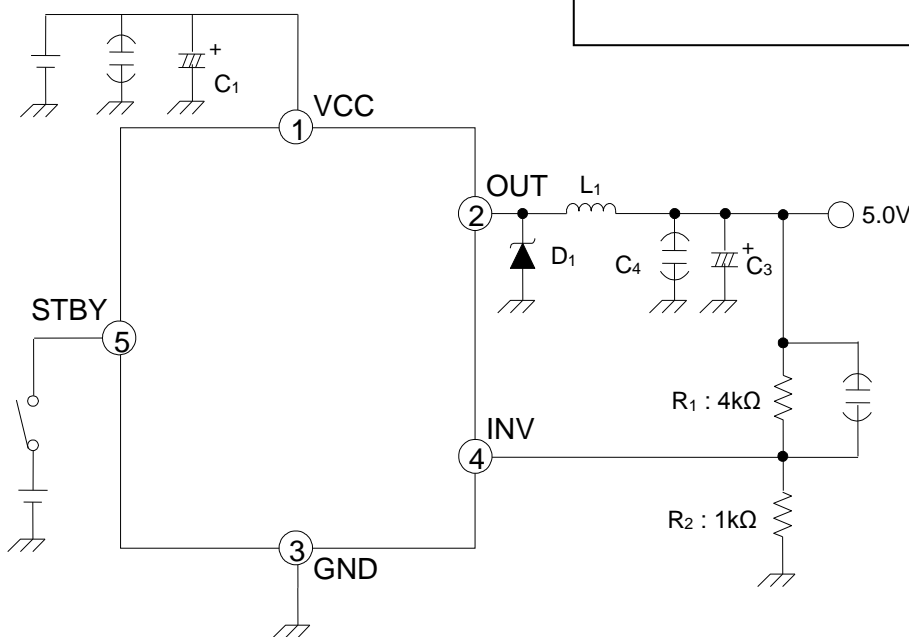 +
C₁
VCC
1
OUT
2
L₁
5.0V
D₁
C₄
+
C₃
STBY
5
R₁ : 4kΩ
INV
4
R₂ : 1kΩ
3
GND